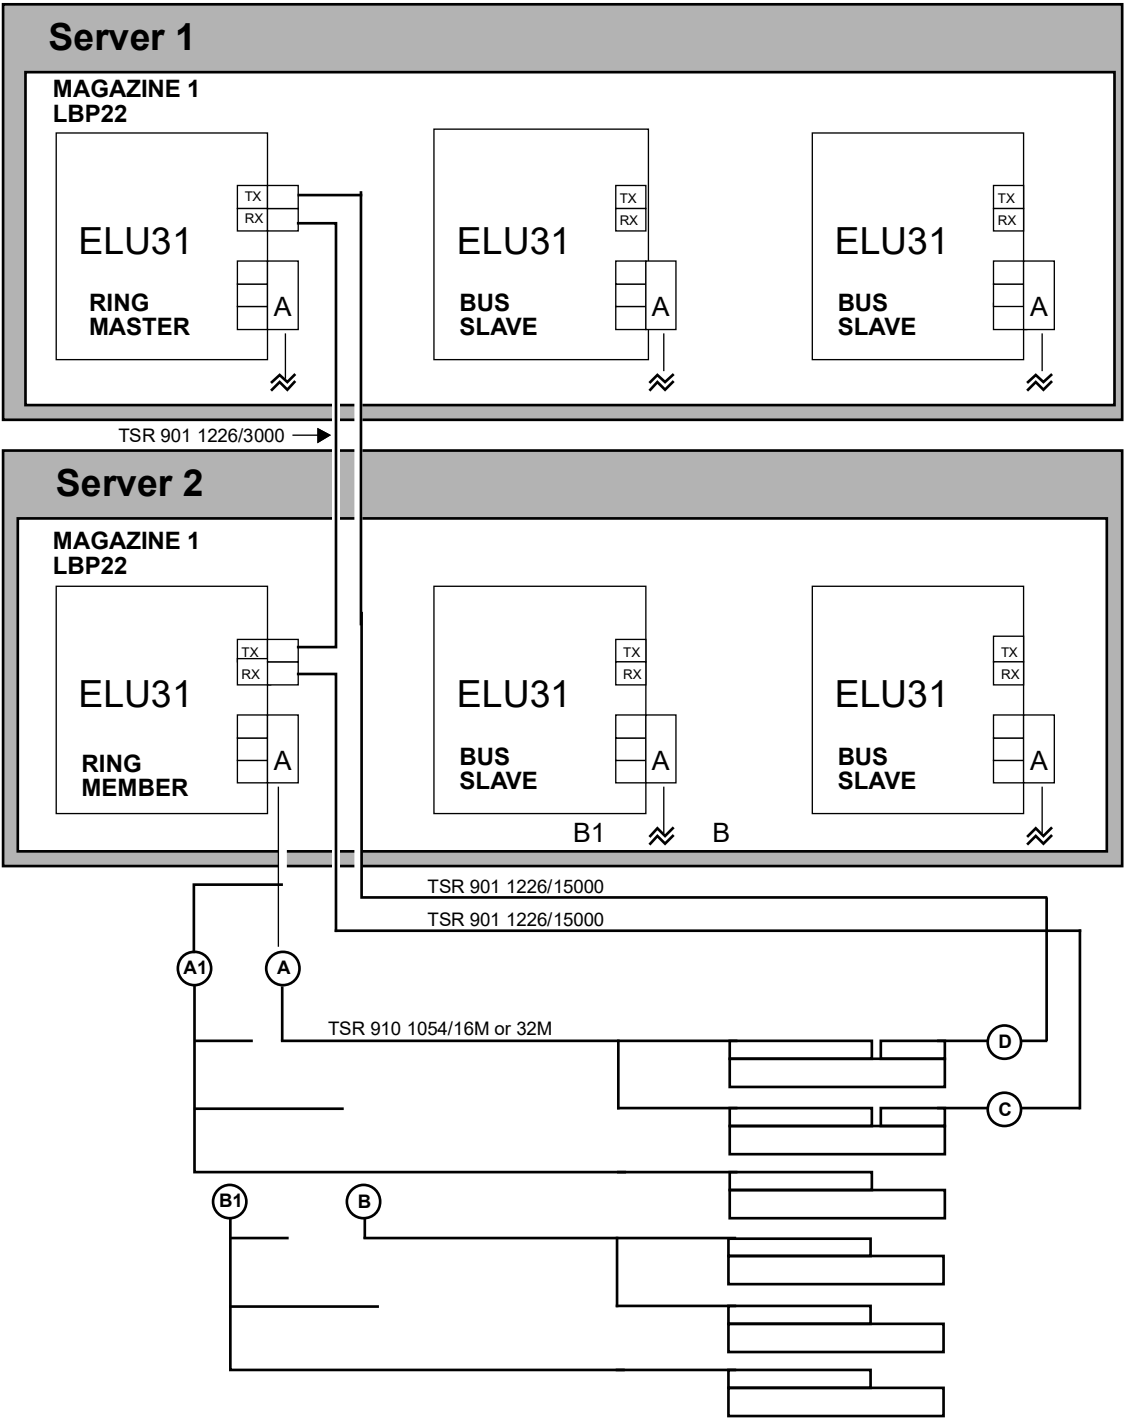 Server 1
MAGAZINE 1
LBP22
TX
RX
ELU31
RING
MASTER
A
TX
RX
ELU31
BUS
SLAVE
A
TX
RX
ELU31
BUS
SLAVE
A
TSR 901 1226/3000
Server 2
MAGAZINE 1
LBP22
TX
RX
ELU31
RING
MEMBER
A
TX
RX
ELU31
BUS
SLAVE
A
TX
RX
ELU31
BUS
SLAVE
A
B1
B
TSR 901 1226/15000
TSR 901 1226/15000
A1
A
TSR 910 1054/16M or 32M
D
C
B1
B